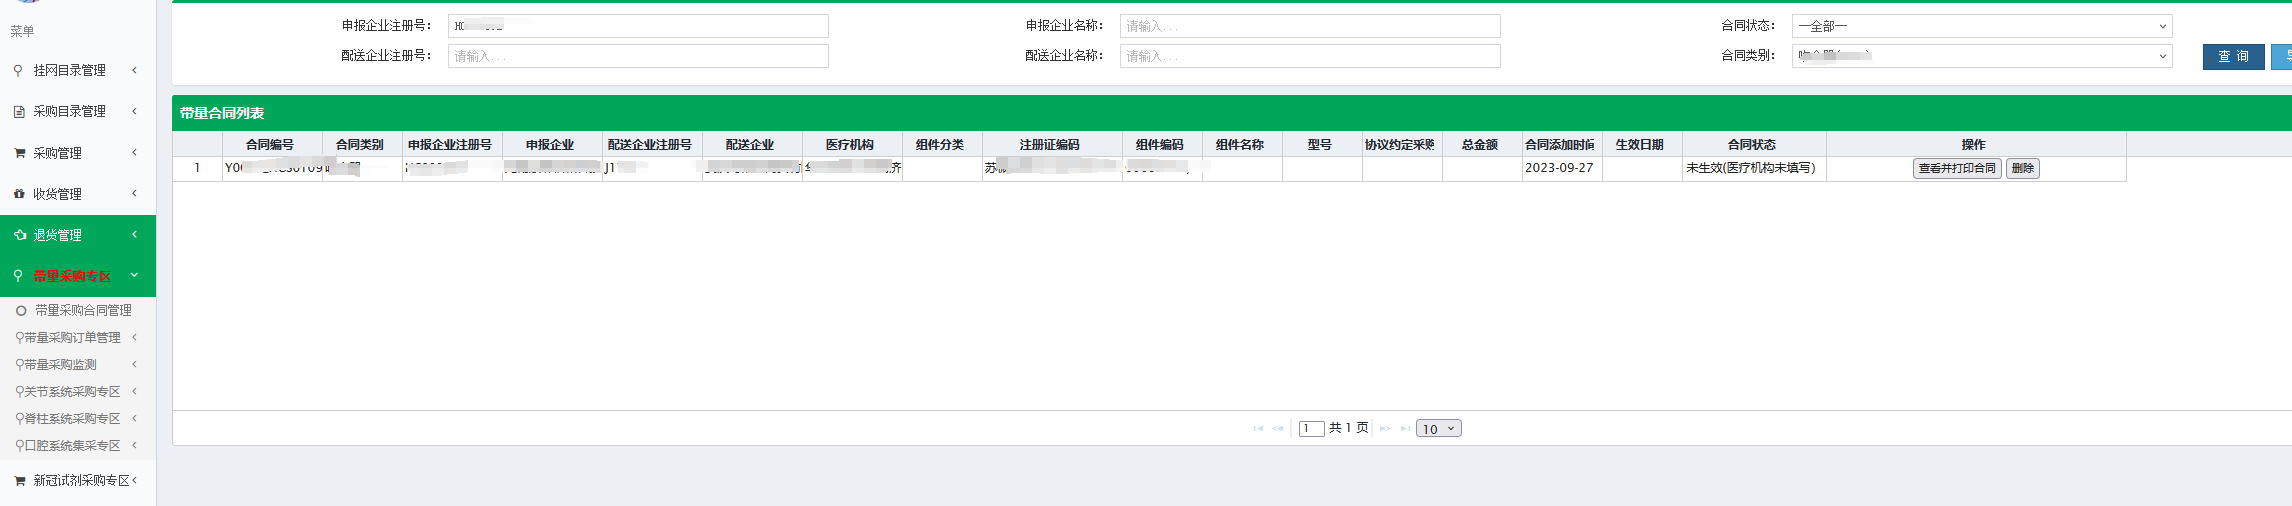 菜单
挂网目录管理
采购目录管理
采购管理
收货管理
退货管理
带量采购专区
带量采购合同管理
带量采购订单管理
带量采购监测
关节系统采购专区
脊柱系统采购专区
口腔系统集采专区
新冠试剂采购专区
申报企业注册号： 申报企业名称： 请输入... 合同状态： —全部—
配送企业注册号： 请输入... 配送企业名称： 请输入... 合同类别： 查 询
带量合同列表
合同编号 合同类别 申报企业注册号 申报企业 配送企业注册号 配送企业 医疗机构 组件分类 注册证编码 组件编码 组件名称 型号 协议约定采购 总金额 合同添加时间 生效日期 合同状态 操作
1 2023-09-27 未生效(医疗机构未填写) 查看并打印合同 删除
1 共 1 页 10